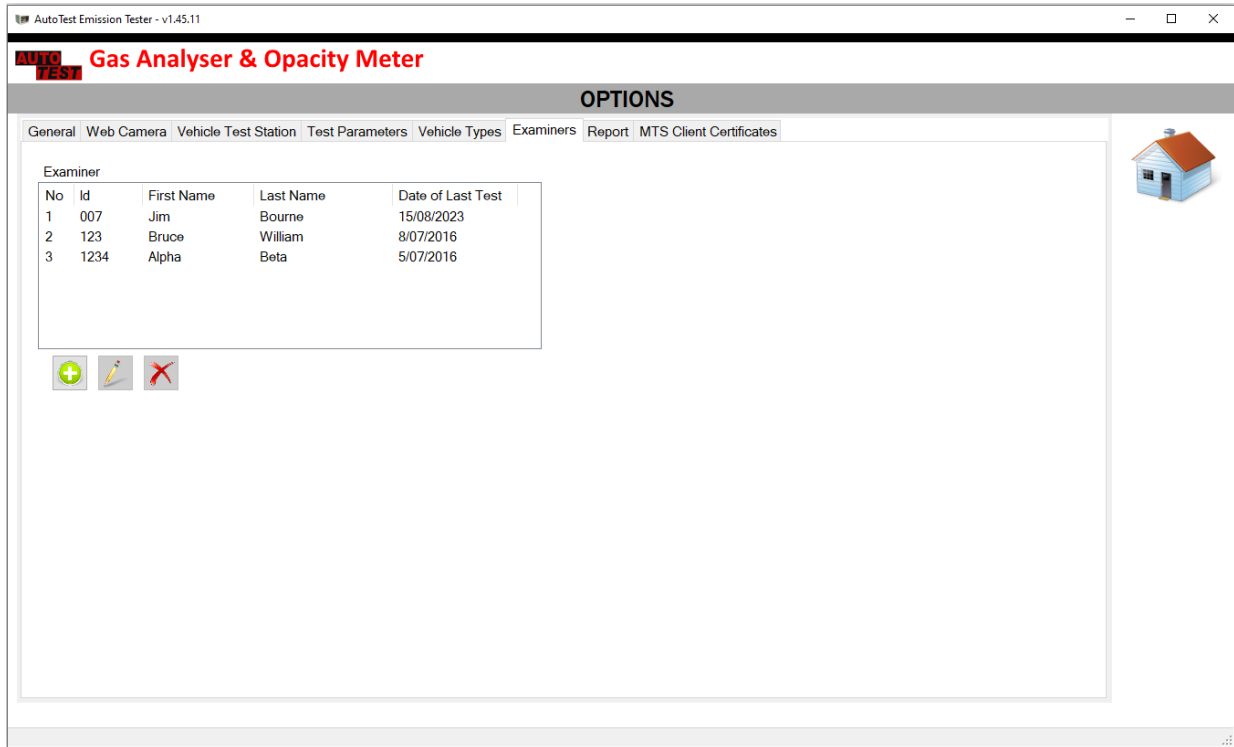 AutoTest Emission Tester - v1.45.11
AUTO TEST Gas Analyser & Opacity Meter
OPTIONS
General Web Camera Vehicle Test Station Test Parameters Vehicle Types Examiners Report MTS Client Certificates
Examiner
No Id First Name Last Name Date of Last Test
1 007 Jim Bourne 15/08/2023
2 123 Bruce William 8/07/2016
3 1234 Alpha Beta 5/07/2016